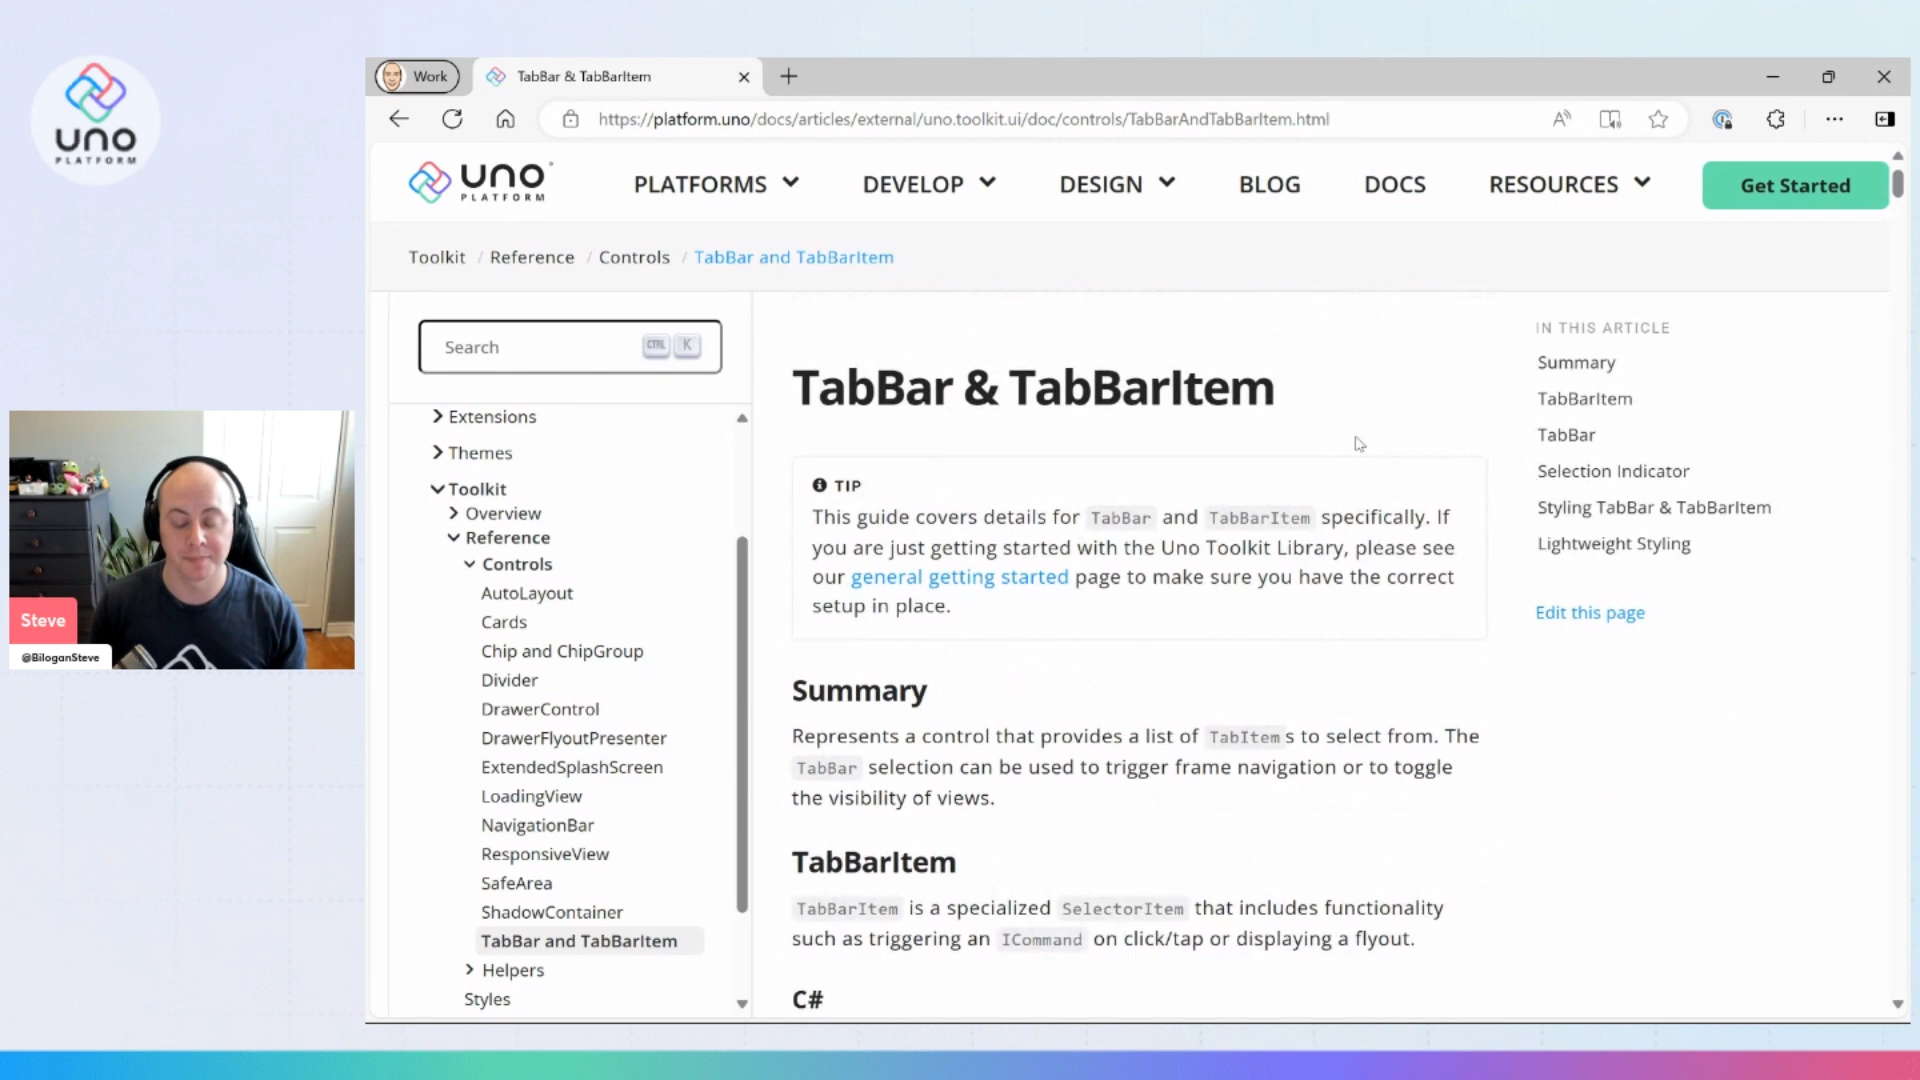 UNO
PLATFORM
Work
TabBar & TabBarItem
https://platform.uno/docs/articles/external/uno.toolkit.ui/doc/controls/TabBarAndTabBarItem.html
UNO
PLATFORM
PLATFORMS
DEVELOP
DESIGN
BLOG
DOCS
RESOURCES
Get Started
Toolkit / Reference / Controls / TabBar and TabBarItem
Search
CTRL K
Extensions
Themes
Toolkit
Overview
Reference
Controls
AutoLayout
Cards
Chip and ChipGroup
Divider
DrawerControl
DrawerFlyoutPresenter
ExtendedSplashScreen
LoadingView
NavigationBar
ResponsiveView
SafeArea
ShadowContainer
TabBar and TabBarItem
Helpers
Styles
TabBar & TabBarItem
TIP
This guide covers details for TabBar and TabBarItem specifically. If
you are just getting started with the Uno Toolkit Library, please see
our general getting started page to make sure you have the correct
setup in place.
Summary
Represents a control that provides a list of TabItem s to select from. The
TabBar selection can be used to trigger frame navigation or to toggle
the visibility of views.
TabBarItem
TabBarItem is a specialized SelectorItem that includes functionality
such as triggering an ICommand on click/tap or displaying a flyout.
C#
IN THIS ARTICLE
Summary
TabBarItem
TabBar
Selection Indicator
Styling TabBar & TabBarItem
Lightweight Styling
Edit this page
Steve
@BiloganSteve